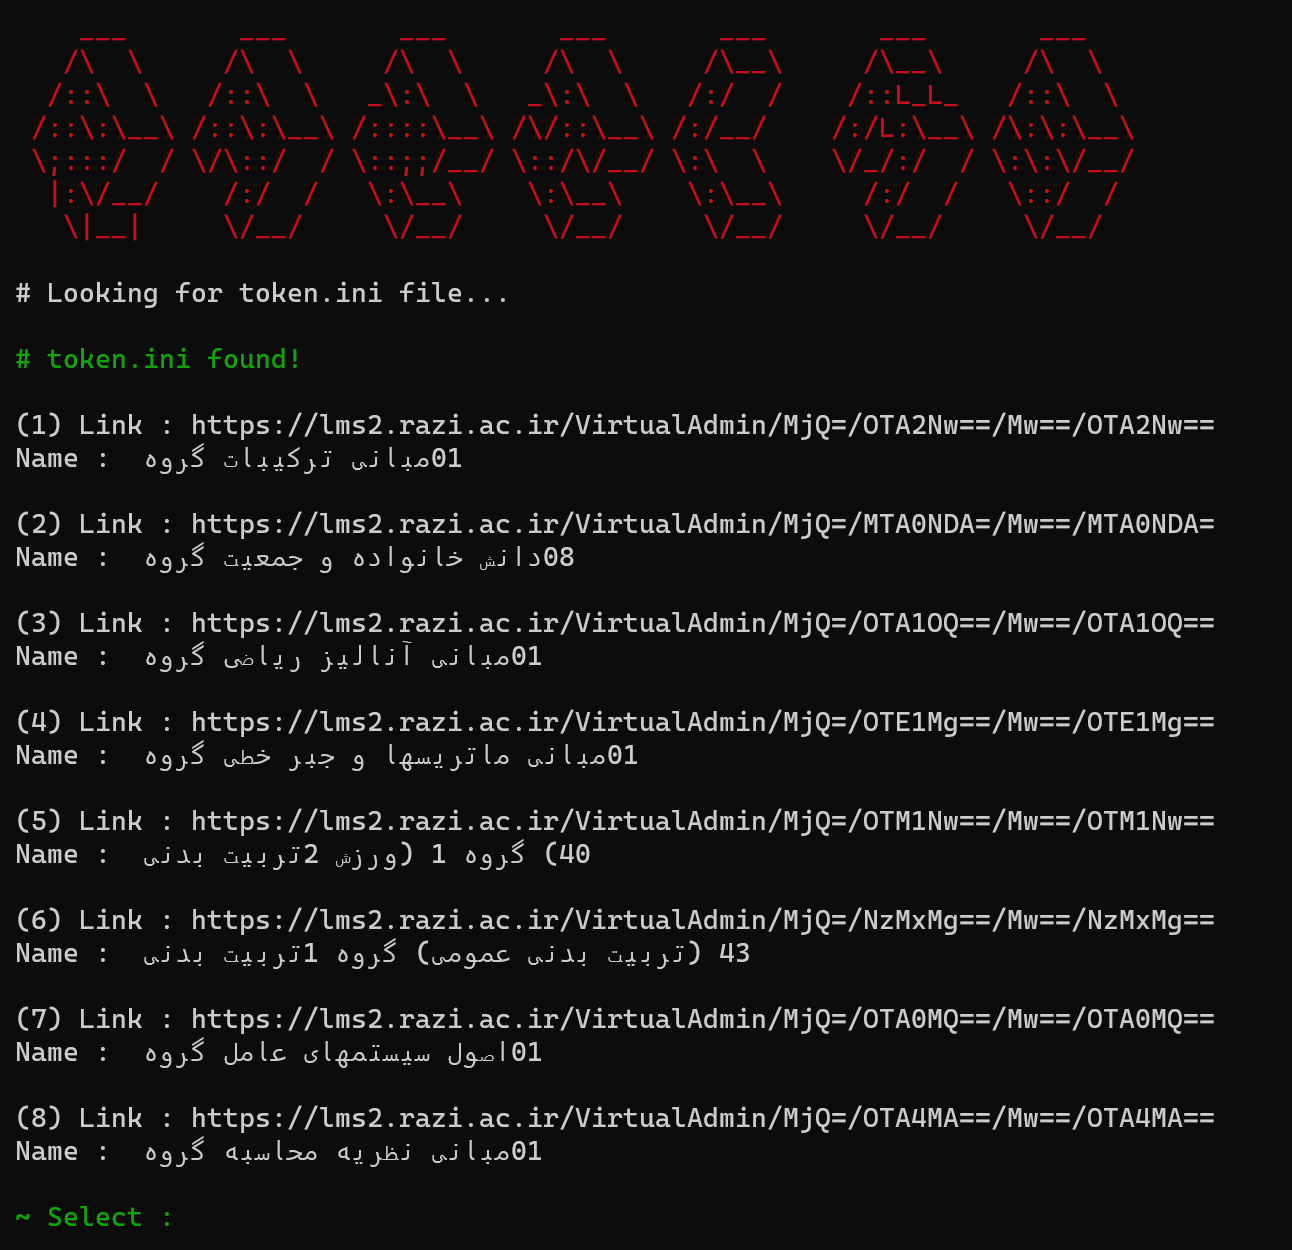 # Looking for token.ini file...
# token.ini found!
(1) Link : https://lms2.razi.ac.ir/VirtualAdmin/MjQ=/OTA2Nw==/Mw==/OTA2Nw==
Name :  مبانی ترکیبات گروه01
(2) Link : https://lms2.razi.ac.ir/VirtualAdmin/MjQ=/MTA0NDA=/Mw==/MTA0NDA=
Name :  دانش خانواده و جمعیت گروه08
(3) Link : https://lms2.razi.ac.ir/VirtualAdmin/MjQ=/OTA1OQ==/Mw==/OTA1OQ==
Name :  مبانی آنالیز ریاضی گروه01
(4) Link : https://lms2.razi.ac.ir/VirtualAdmin/MjQ=/OTE1Mg==/Mw==/OTE1Mg==
Name :  مبانی ماتریسها و جبر خطی گروه01
(5) Link : https://lms2.razi.ac.ir/VirtualAdmin/MjQ=/OTM1Nw==/Mw==/OTM1Nw==
Name :  تربیت بدنی2 (ورزش 1) گروه 40
(6) Link : https://lms2.razi.ac.ir/VirtualAdmin/MjQ=/NzMxMg==/Mw==/NzMxMg==
Name :  تربیت بدنی1 (تربیت بدنی عمومی) گروه 43
(7) Link : https://lms2.razi.ac.ir/VirtualAdmin/MjQ=/OTA0MQ==/Mw==/OTA0MQ==
Name :  اصول سیستمهای عامل گروه01
(8) Link : https://lms2.razi.ac.ir/VirtualAdmin/MjQ=/OTA4MA==/Mw==/OTA4MA==
Name :  مبانی نظریه محاسبه گروه01
~ Select :